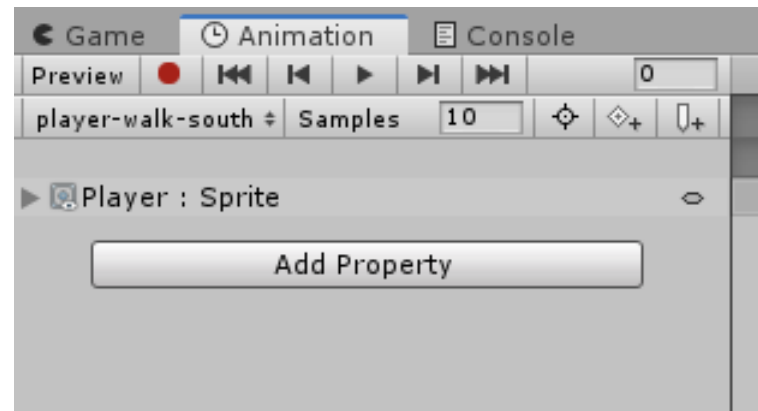 Game Animation Console
Preview 0
player-walk-south Samples 10
Player : Sprite
Add Property